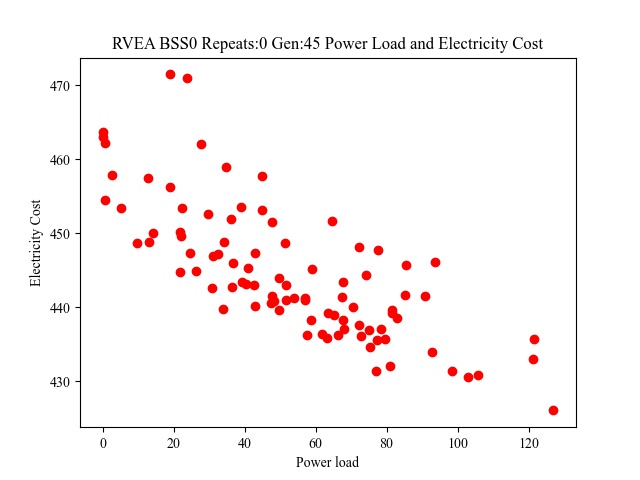 RVEA BSS0 Repeats:0 Gen:45 Power Load and Electricity Cost
470
460
450
440
430
Electricity Cost
0 20 40 60 80 100 120
Power load